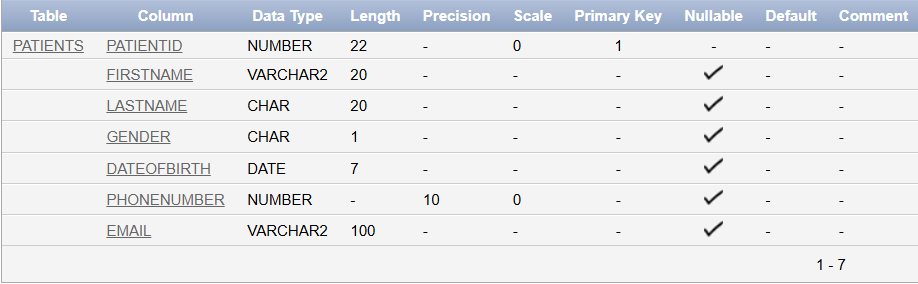 Table Column Data Type Length Precision Scale Primary Key Nullable Default Comment
PATIENTS PATIENTID NUMBER 22 - 0 1 - - -
FIRSTNAME VARCHAR2 20 - - - - -
LASTNAME CHAR 20 - - - - -
GENDER CHAR 1 - - - - -
DATEOFBIRTH DATE 7 - - - - -
PHONENUMBER NUMBER - 10 0 - - -
EMAIL VARCHAR2 100 - - - - -
1 - 7